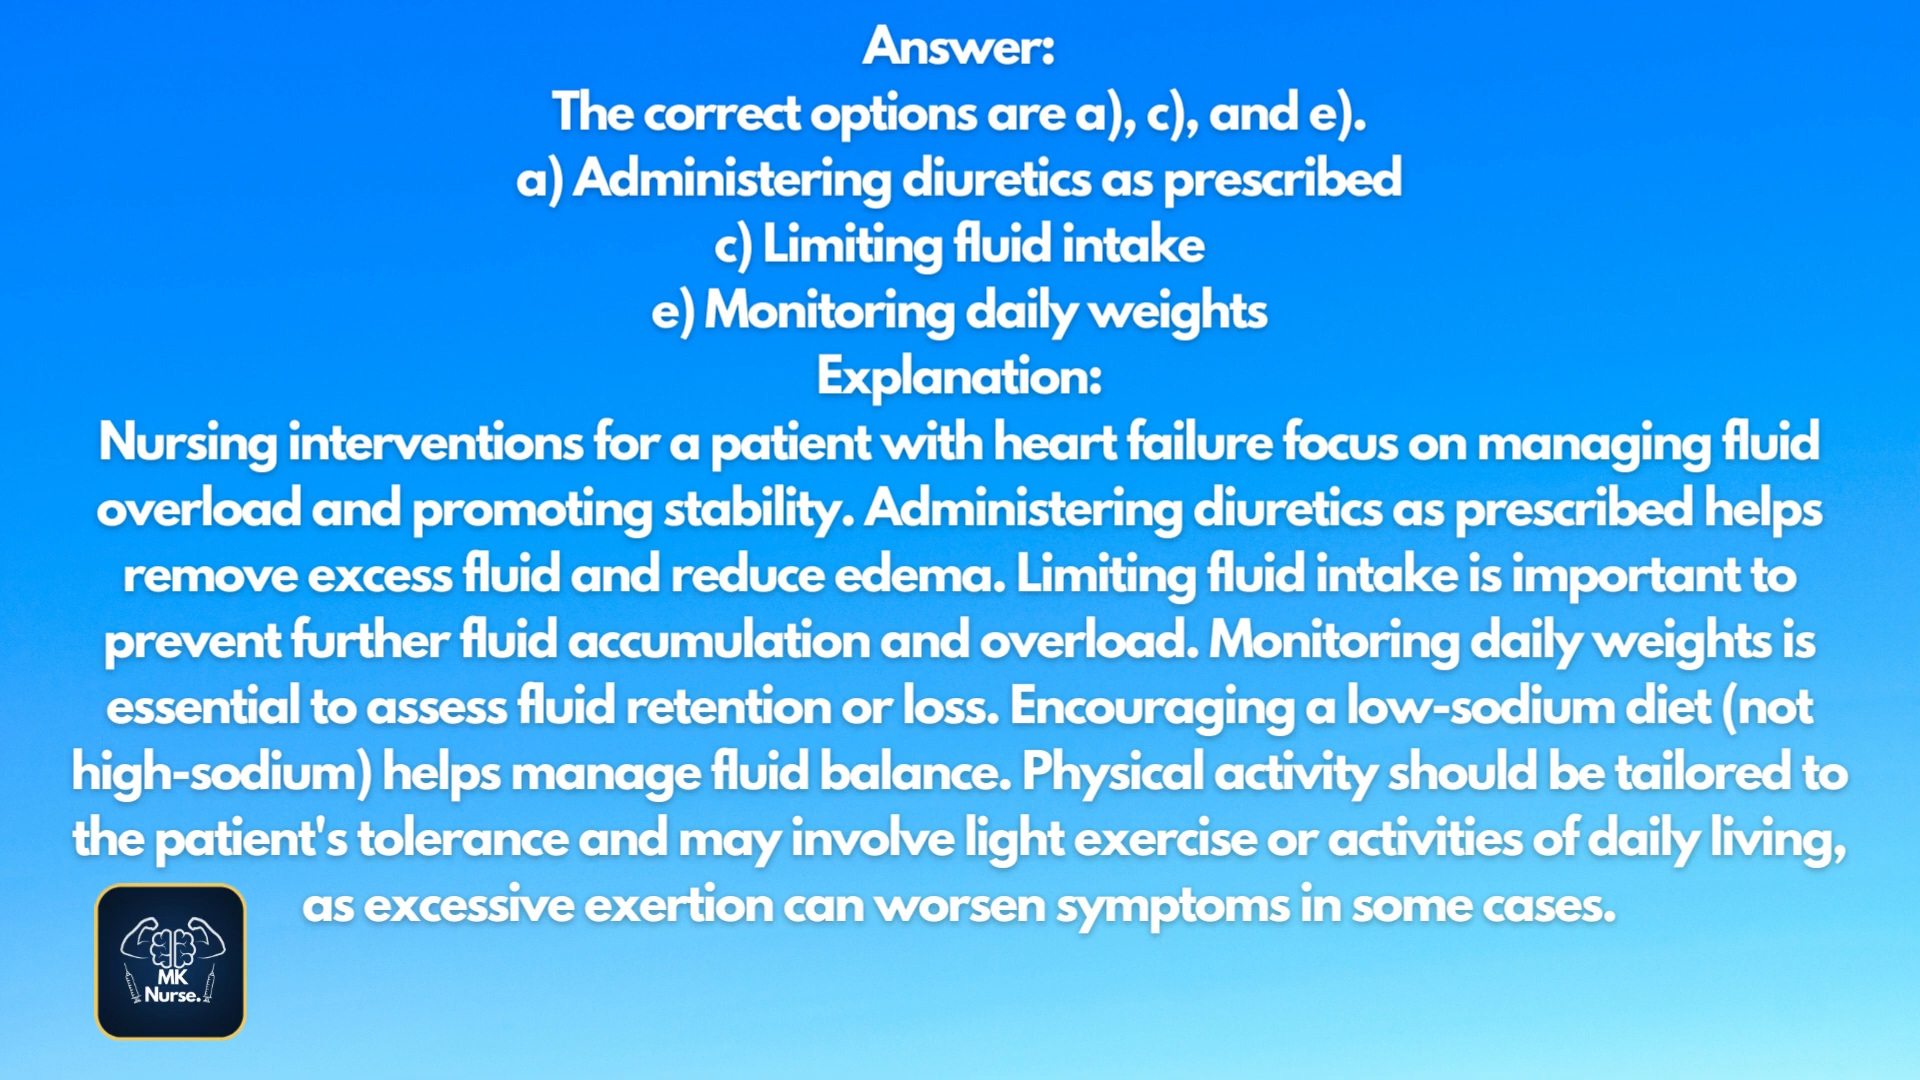 Answer:
The correct options are a), c), and e).
a) Administering diuretics as prescribed
c) Limiting fluid intake
e) Monitoring daily weights
Explanation:
Nursing interventions for a patient with heart failure focus on managing fluid
overload and promoting stability. Administering diuretics as prescribed helps
remove excess fluid and reduce edema. Limiting fluid intake is important to
prevent further fluid accumulation and overload. Monitoring daily weights is
essential to assess fluid retention or loss. Encouraging a low-sodium diet (not
high-sodium) helps manage fluid balance. Physical activity should be tailored to
the patient's tolerance and may involve light exercise or activities of daily living,
as excessive exertion can worsen symptoms in some cases.
MK
Nurse.